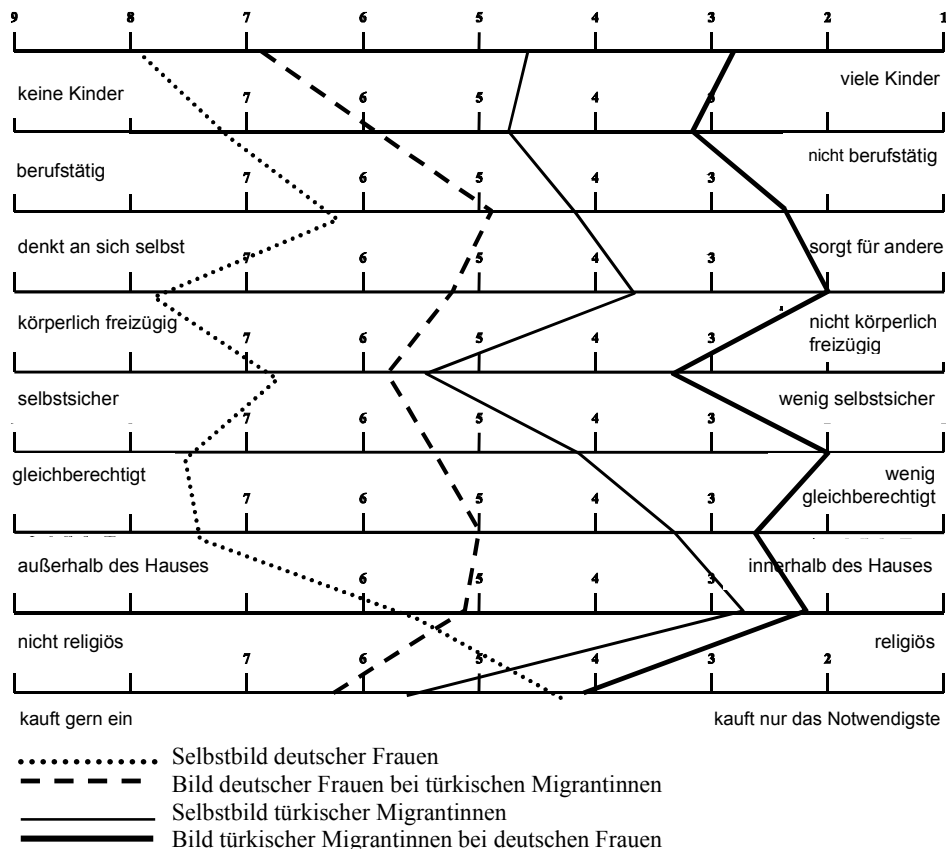 9 8 7 6 5 4 3 2 1
keine Kinder viele Kinder
7 6 5 4 3
berufstätig nicht berufstätig
7 6 5 4 3
denkt an sich selbst sorgt für andere
7 6 5 4 3
körperlich freizügig nicht körperlich
freizügig
7 6 5 4 3
selbstsicher wenig selbstsicher
7 6 5 4 3
gleichberechtigt wenig
gleichberechtigt
7 6 5 4 3
außerhalb des Hauses innerhalb des Hauses
6 5 4 3
nicht religiös religiös
7 6 5 4 3 2
kauft gern ein kauft nur das Notwendigste
Selbstbild deutscher Frauen
Bild deutscher Frauen bei türkischen Migrantinnen
Selbstbild türkischer Migrantinnen
Bild türkischer Migrantinnen bei deutschen Frauen